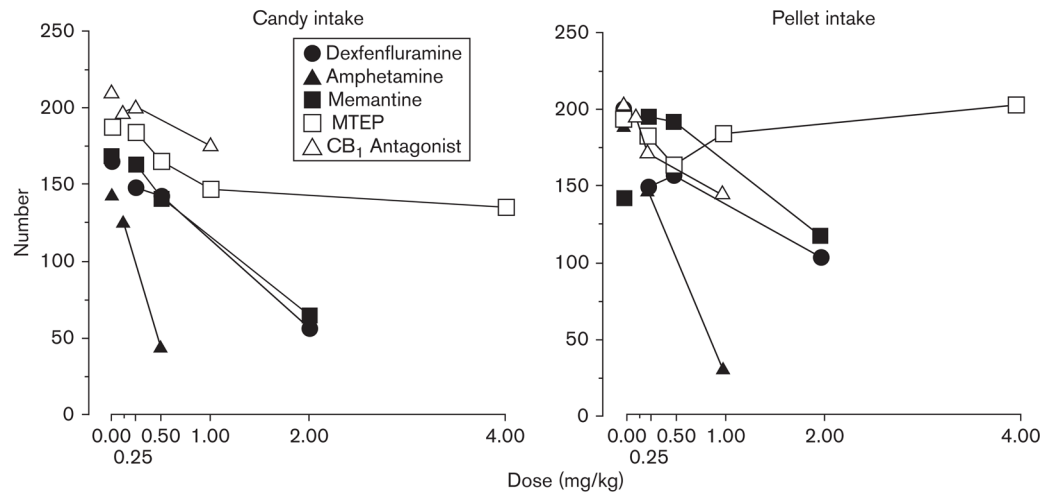 Candy intake
Pellet intake
250
200
150
100
50
0
Number
Dexfenfluramine
Amphetamine
Memantine
MTEP
CB1 Antagonist
0.00 0.50 1.00 2.00 4.00
0.25
250
200
150
100
50
0
0.00 0.50 1.00 2.00 4.00
0.25
Dose (mg/kg)